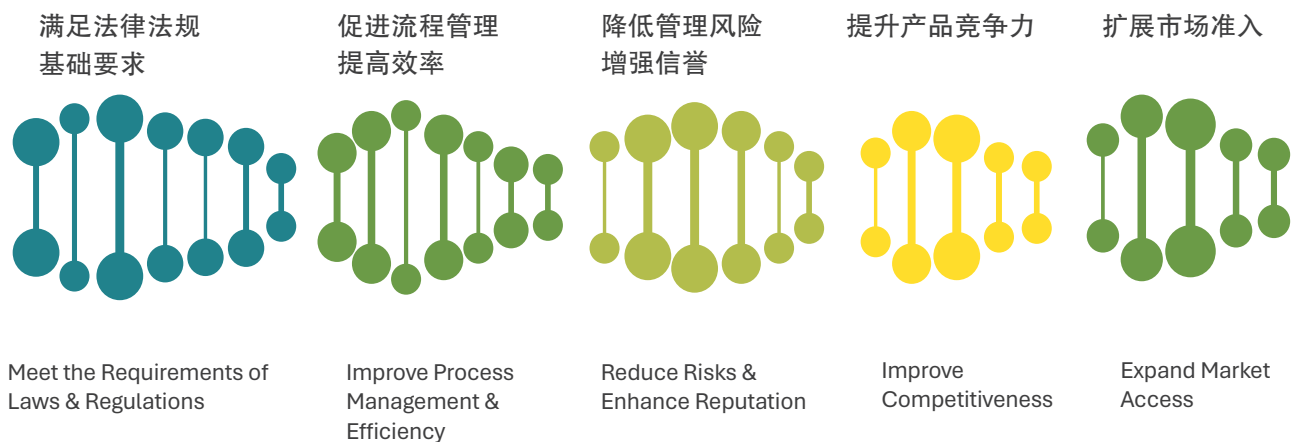 满足法律法规
基础要求
促进流程管理
提高效率
降低管理风险
增强信誉
提升产品竞争力
扩展市场准入
Meet the Requirements of
Laws & Regulations
Improve Process
Management &
Efficiency
Reduce Risks &
Enhance Reputation
Improve
Competitiveness
Expand Market
Access